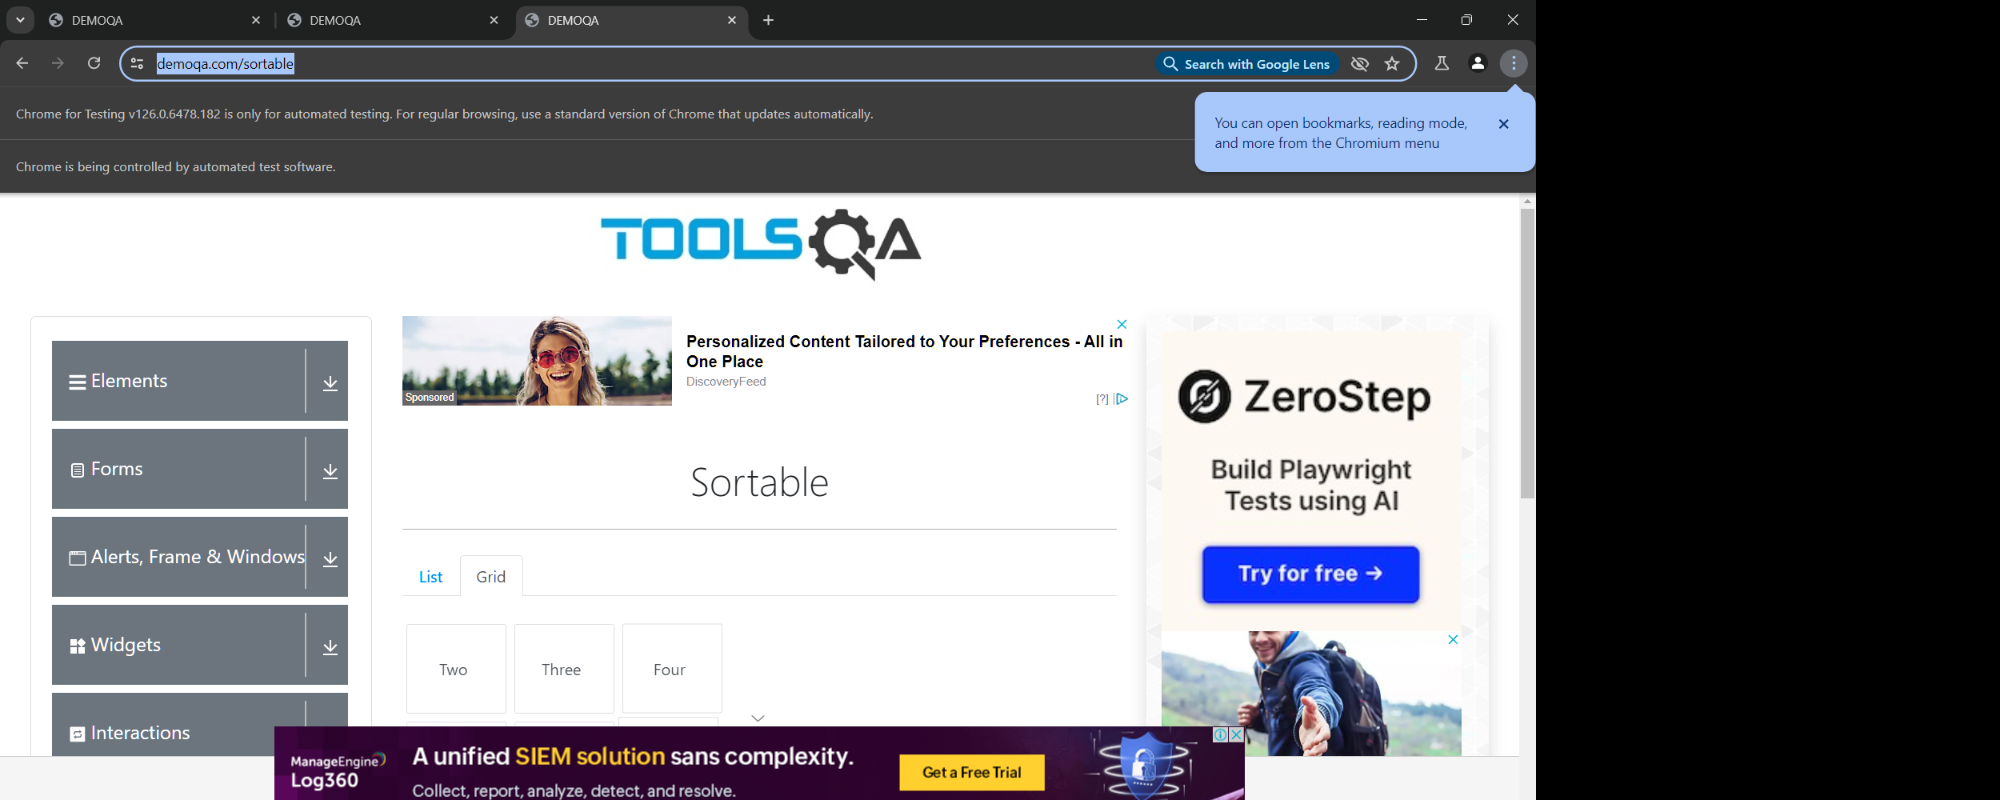 DEMOQA
DEMOQA
DEMOQA
demoqa.com/sortable
Search with Google Lens
Chrome for Testing v126.0.6478.182 is only for automated testing. For regular browsing, use a standard version of Chrome that updates automatically.
You can open bookmarks, reading mode,
and more from the Chromium menu
Chrome is being controlled by automated test software.
TOOLSQA
Elements
Forms
Alerts, Frame & Windows
Widgets
Interactions
Sponsored
Personalized Content Tailored to Your Preferences - All in
One Place
DiscoveryFeed
[?]
Sortable
List
Grid
Two
Three
Four
ZeroStep
Build Playwright
Tests using AI
Try for free →
ManageEngine
Log360
A unified SIEM solution sans complexity.
Collect, report, analyze, detect, and resolve.
Get a Free Trial